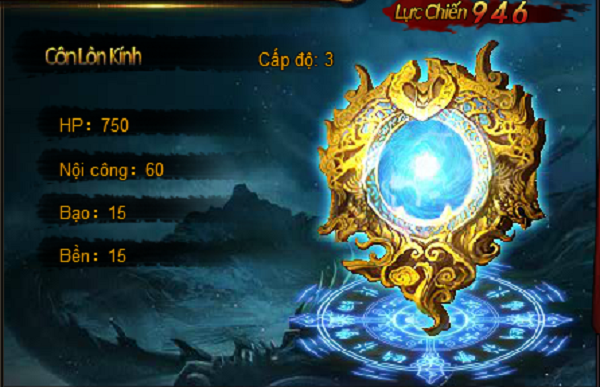 Lực Chiến 946
Côn Lôn Kính
Cấp độ: 3
HP: 750
Nội công: 60
Bạo: 15
Bền: 15